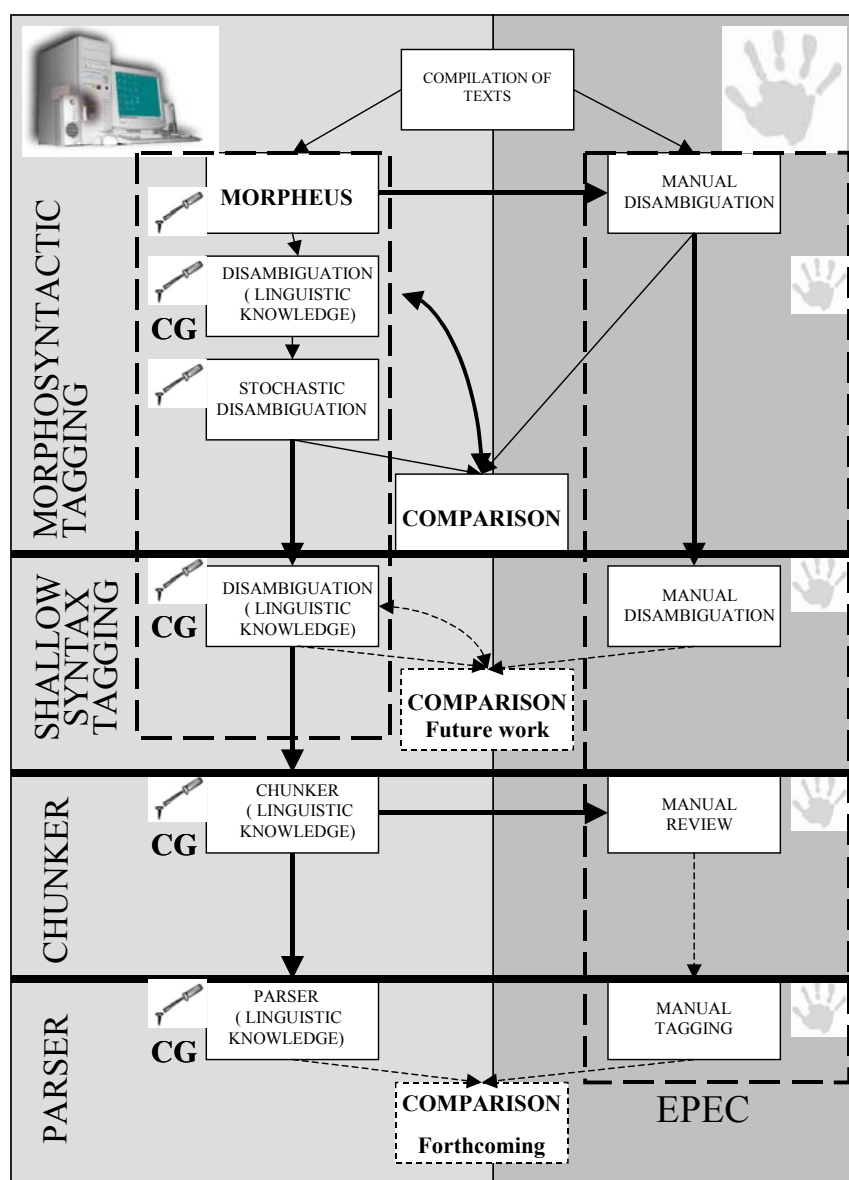 COMPILATION OF
TEXTS
MORPHOSYNTACTIC
TAGGING
MORPHEUS
MANUAL
DISAMBIGUATION
DISAMBIGUATION
( LINGUISTIC
KNOWLEDGE)
CG
STOCHASTIC
DISAMBIGUATION
COMPARISON
SHALLOW
SYNTAX
TAGGING
DISAMBIGUATION
( LINGUISTIC
KNOWLEDGE)
CG
MANUAL
DISAMBIGUATION
COMPARISON
Future work
CHUNKER
CHUNKER
( LINGUISTIC
KNOWLEDGE)
CG
MANUAL
REVIEW
PARSER
PARSER
( LINGUISTIC
KNOWLEDGE)
CG
MANUAL
TAGGING
COMPARISON
Forthcoming
EPEC